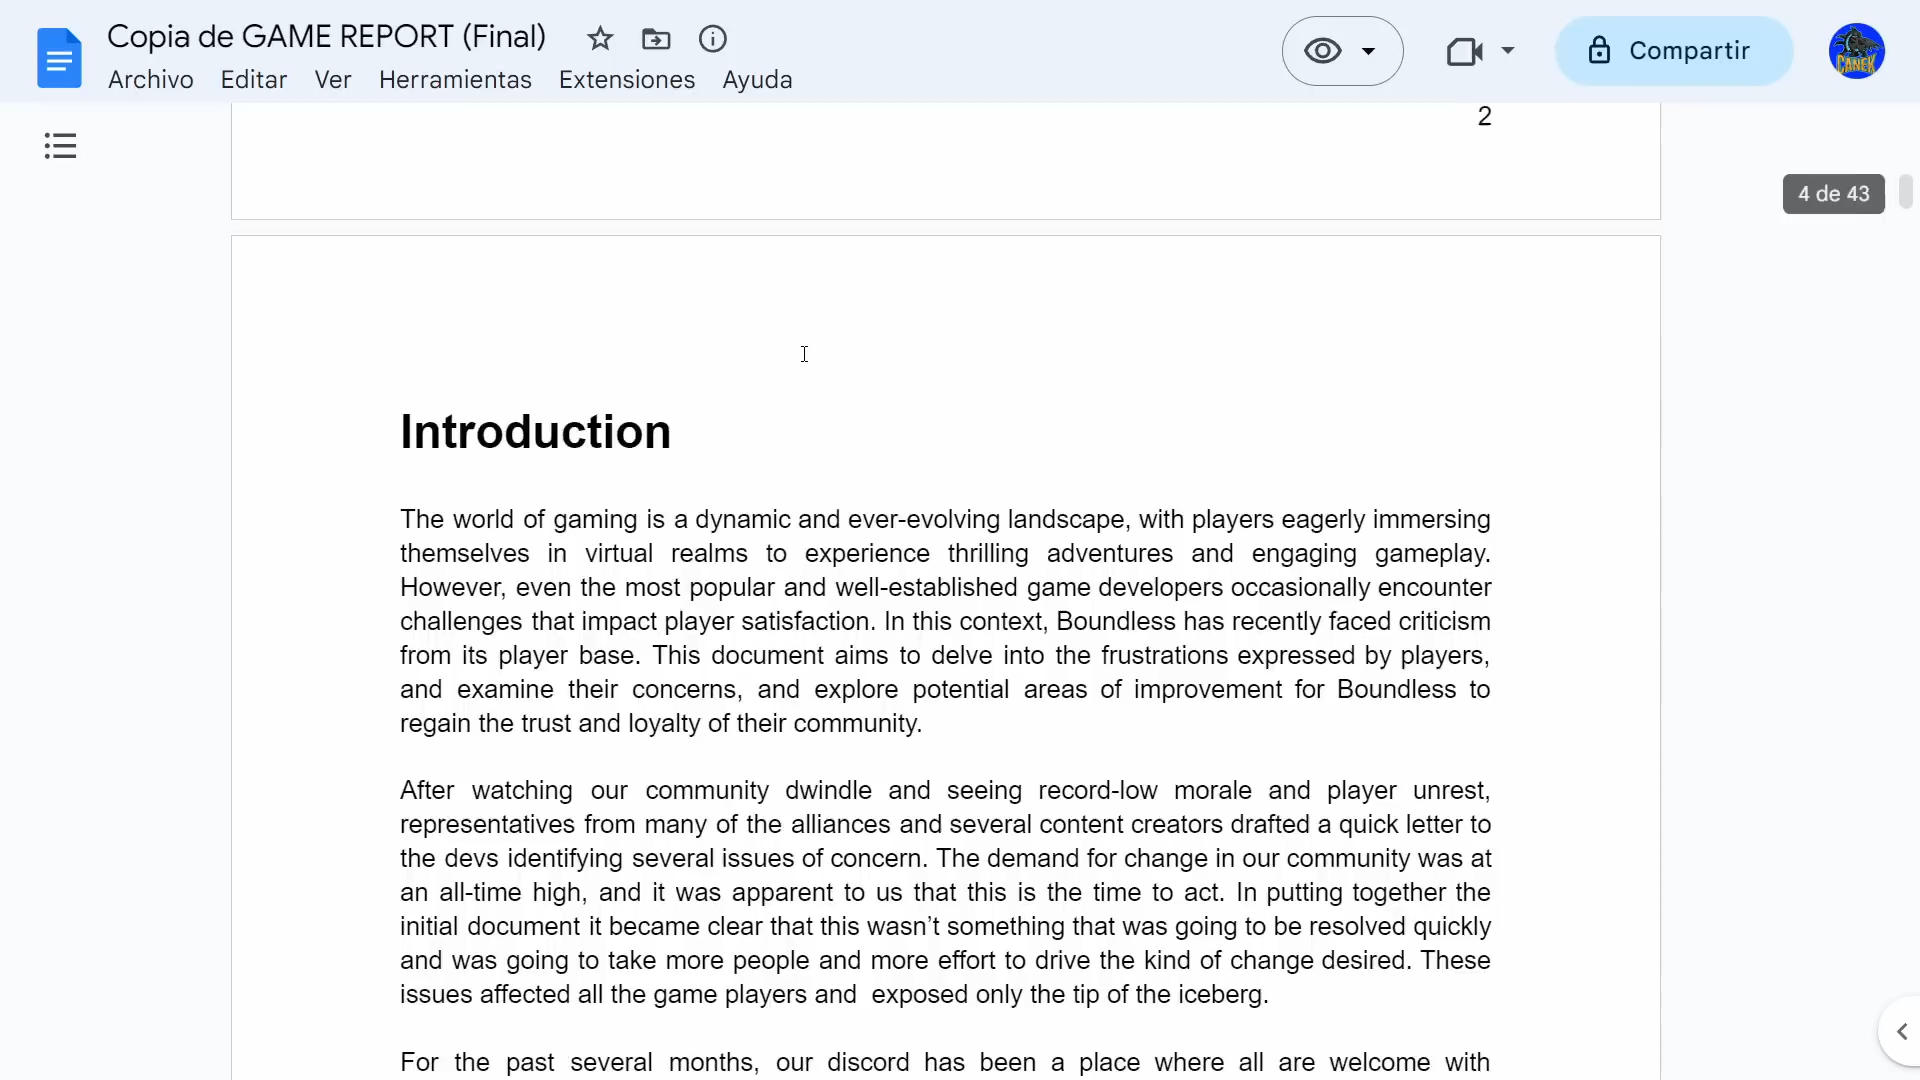 Copia de GAME REPORT (Final)
Archivo Editar Ver Herramientas Extensiones Ayuda
Compartir
CANEK
2
4 de 43
Introduction
The world of gaming is a dynamic and ever-evolving landscape, with players eagerly immersing
themselves in virtual realms to experience thrilling adventures and engaging gameplay.
However, even the most popular and well-established game developers occasionally encounter
challenges that impact player satisfaction. In this context, Boundless has recently faced criticism
from its player base. This document aims to delve into the frustrations expressed by players,
and examine their concerns, and explore potential areas of improvement for Boundless to
regain the trust and loyalty of their community.
After watching our community dwindle and seeing record-low morale and player unrest,
representatives from many of the alliances and several content creators drafted a quick letter to
the devs identifying several issues of concern. The demand for change in our community was at
an all-time high, and it was apparent to us that this is the time to act. In putting together the
initial document it became clear that this wasn’t something that was going to be resolved quickly
and was going to take more people and more effort to drive the kind of change desired. These
issues affected all the game players and  exposed only the tip of the iceberg.
For the past several months, our discord has been a place where all are welcome with